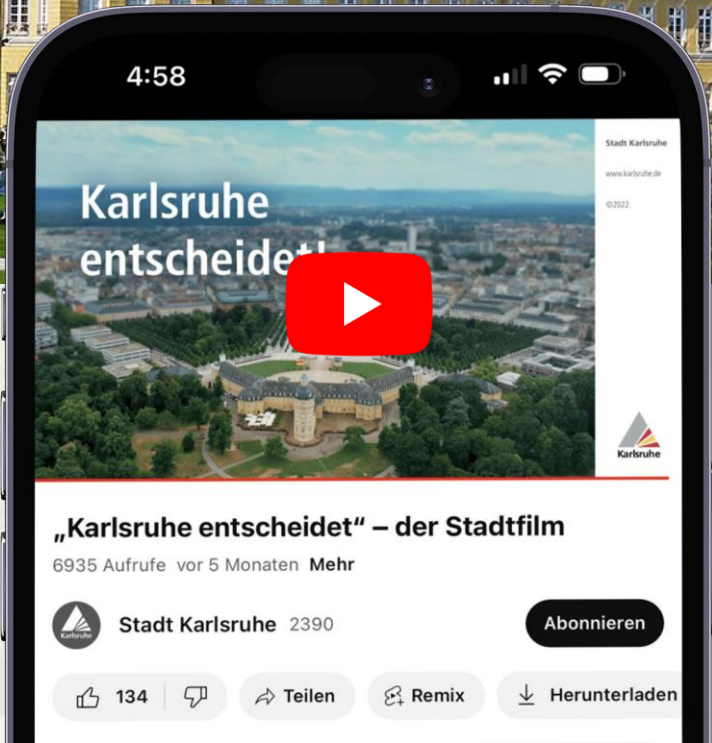 4:58
Stadt Karlsruhe
www.karlsruhe.de
©2022
Karlsruhe
entscheidet!
Karlsruhe
„Karlsruhe entscheidet“ – der Stadtfilm
6935 Aufrufe vor 5 Monaten Mehr
Karlsruhe
Stadt Karlsruhe 2390
Abonnieren
134
Teilen
Remix
Herunterladen